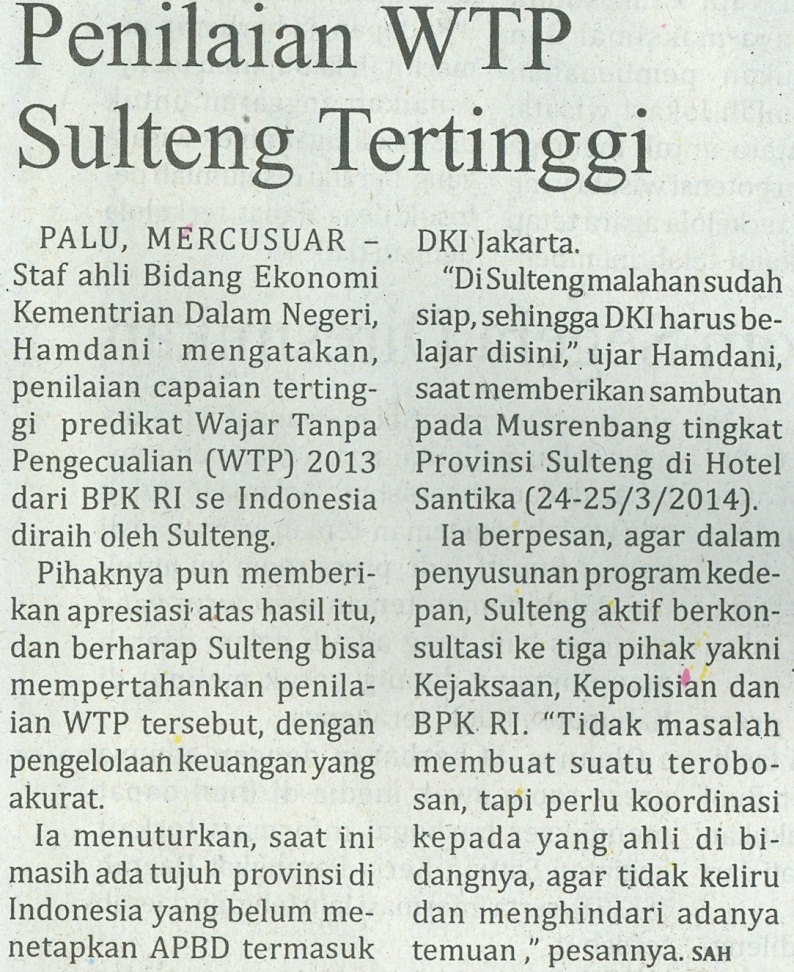 Penilaian WTP
Sulteng Tertinggi
PALU, MERCUSUAR –
Staf ahli Bidang Ekonomi
Kementrian Dalam Negeri,
Hamdani mengatakan,
penilaian capaian terting-
gi predikat Wajar Tanpa
Pengecualian (WTP) 2013
dari BPK RI se Indonesia
diraih oleh Sulteng.
Pihaknya pun memberi-
kan apresiasi atas hasil itu,
dan berharap Sulteng bisa
mempertahankan penila-
ian WTP tersebut, dengan
pengelolaan keuangan yang
akurat.
Ia menuturkan, saat ini
masih ada tujuh provinsi di
Indonesia yang belum me-
netapkan APBD termasuk
DKI Jakarta.
“Di Sulteng malahan sudah
siap, sehingga DKI harus be-
lajar disini,” ujar Hamdani,
saat memberikan sambutan
pada Musrenbang tingkat
Provinsi Sulteng di Hotel
Santika (24-25/3/2014).
Ia berpesan, agar dalam
penyusunan program kede-
pan, Sulteng aktif berkon-
sultasi ke tiga pihak yakni
Kejaksaan, Kepolisian dan
BPK RI. “Tidak masalah
membuat suatu terobo-
san, tapi perlu koordinasi
kepada yang ahli di bi-
dangnya, agar tidak keliru
dan menghindari adanya
temuan ,” pesannya. SAH